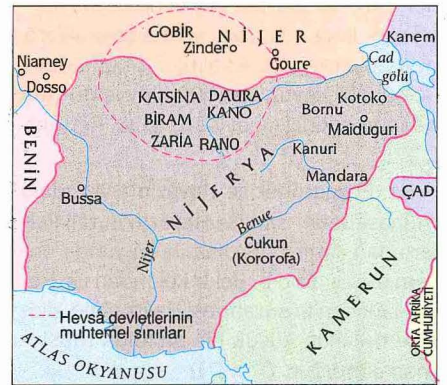 GOBİR
NİJER
Zinder
Goure
Kanem
Niamey
Dosso
Çad
gölü
KATSİNA
DAURA
BİRAM
KANO
ZARİA
RANO
Kotoko
Bornu
Maiduguri
Kanuri
Mandara
BENİN
Bussa
NİJERYA
ÇAD
Benue
Nijer
Cukun
(Kororofa)
KAMERUN
ORTA AFRIKA
CUMHURİYETİ
Hevsâ devletlerinin
muhtemel sınırları
ATLAS OKYANUSU